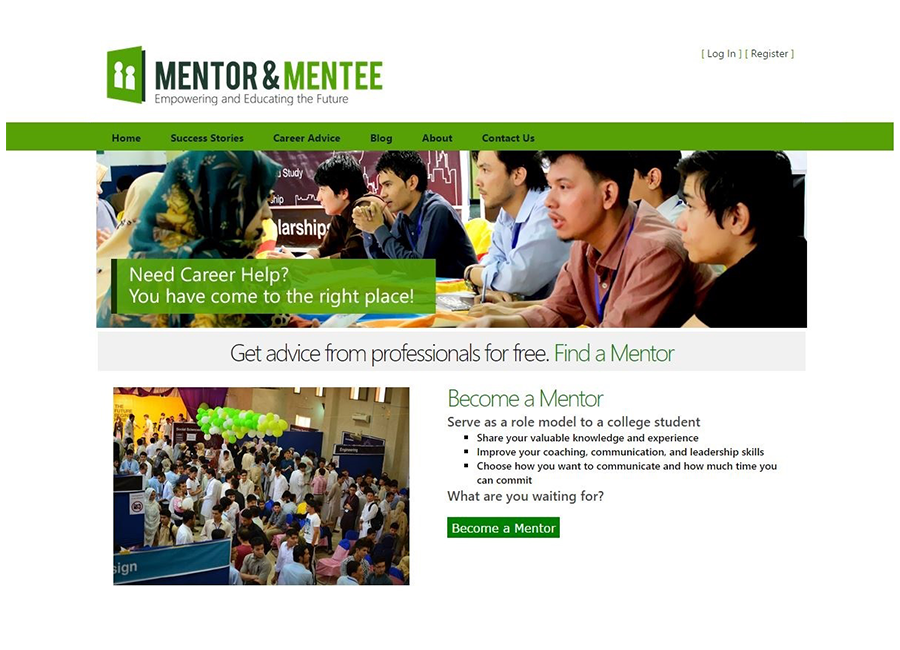 MENTOR & MENTEE
Empowering and Educating the Future
[ Log In ] [ Register ]
Home Success Stories Career Advice Blog About Contact Us
Study
larships
Need Career Help?
You have come to the right place!
Get advice from professionals for free. Find a Mentor
Become a Mentor
Serve as a role model to a college student
Share your valuable knowledge and experience
Improve your coaching, communication, and leadership skills
Choose how you want to communicate and how much time you
can commit
What are you waiting for?
Become a Mentor
THE
FUTURE
Engineering
sign